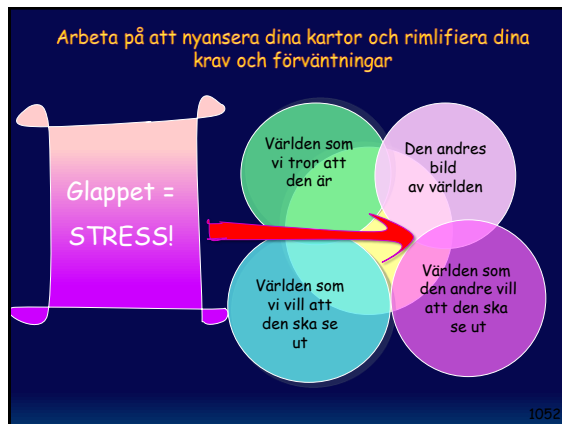 Arbeta på att nyansera dina kartor och rimlifiera dina
krav och förväntningar
Glappet =
STRESS!
Världen som
vi tror att
den är
Den andres
bild
av världen
Världen som
vi vill att
den ska se
ut
Världen som
den andre vill
att den ska
se ut
1052